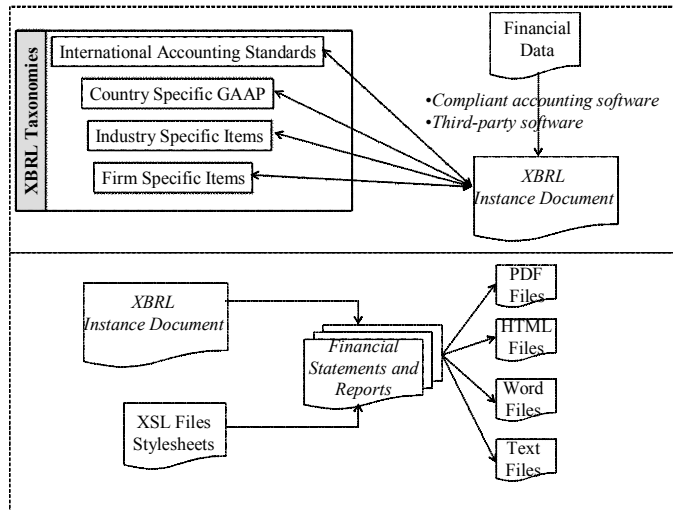 XBRL Taxonomies
International Accounting Standards
Country Specific GAAP
Industry Specific Items
Firm Specific Items
Financial
Data
•Compliant accounting software
•Third-party software
XBRL
Instance Document
XBRL
Instance Document
XSL Files
Stylesheets
Financial
Statements and
Reports
PDF
Files
HTML
Files
Word
Files
Text
Files